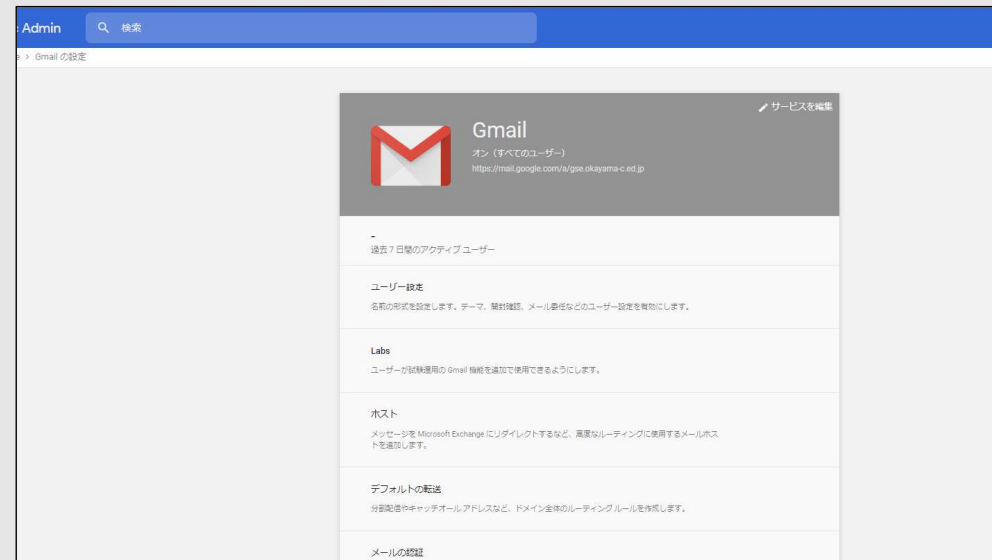 Admin
検索
› Gmail の設定
サービスを編集
Gmail
オン（すべてのユーザー）
https://mail.google.com/a/gse.okayama-c.ed.jp
–
過去 7 日間のアクティブ ユーザー
ユーザー設定
名前の形式を設定します。テーマ、開封確認、メール委任などのユーザー設定を有効にします。
Labs
ユーザーが試験運用の Gmail 機能を追加で使用できるようにします。
ホスト
メッセージを Microsoft Exchange にリダイレクトするなど、高度なルーティングに使用するメールホス
トを追加します。
デフォルトの転送
分割配信やキャッチオール アドレスなど、ドメイン全体のルーティング ルールを作成します。
メールの認証